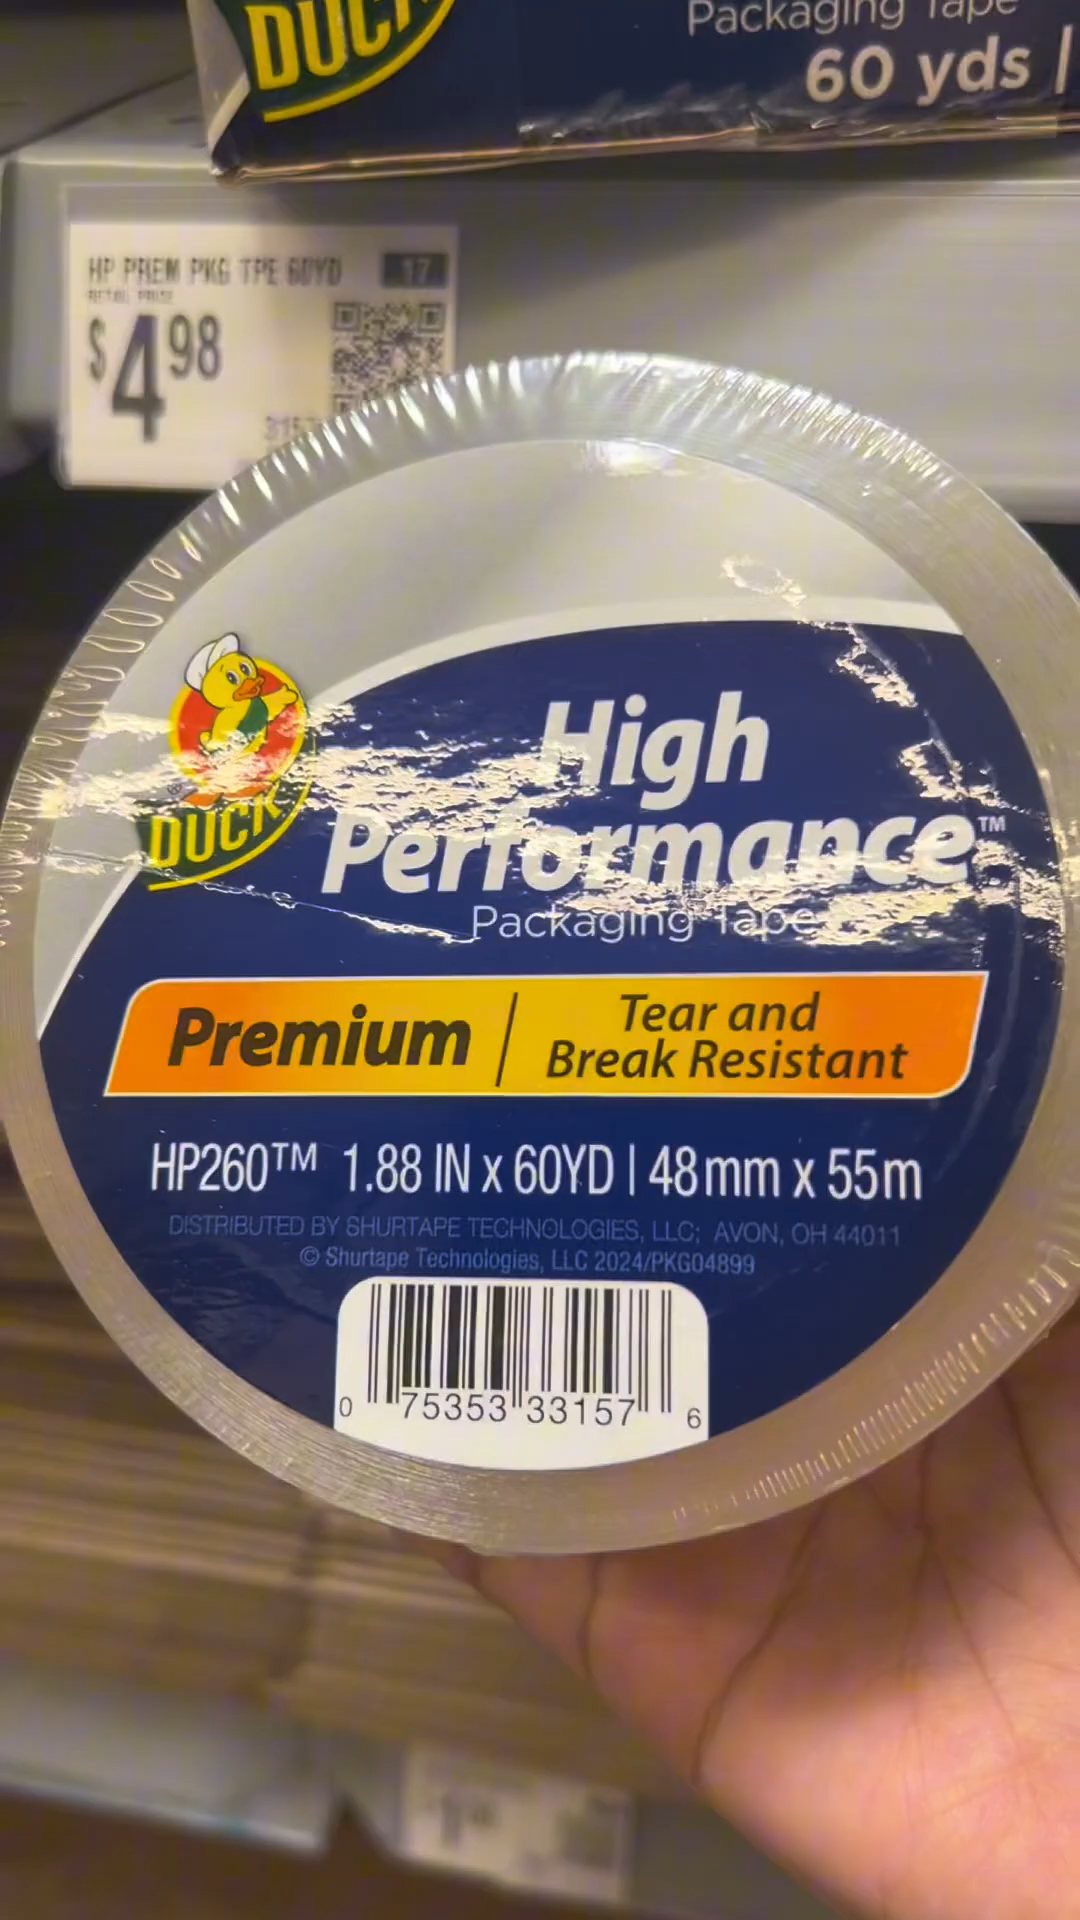 DUCK
Packaging Tape
60 yds |
HP PREM PKG TPE 60YD 17
RETAIL PRICE
$4 98
DUCK
High
Performance™
Packaging Tape
Premium | Tear and
Break Resistant
HP260™ 1.88 IN x 60YD | 48mm x 55m
DISTRIBUTED BY SHURTAPE TECHNOLOGIES, LLC; AVON, OH 44011
© Shurtape Technologies, LLC 2024/PKG04899
0 75353 33157 6